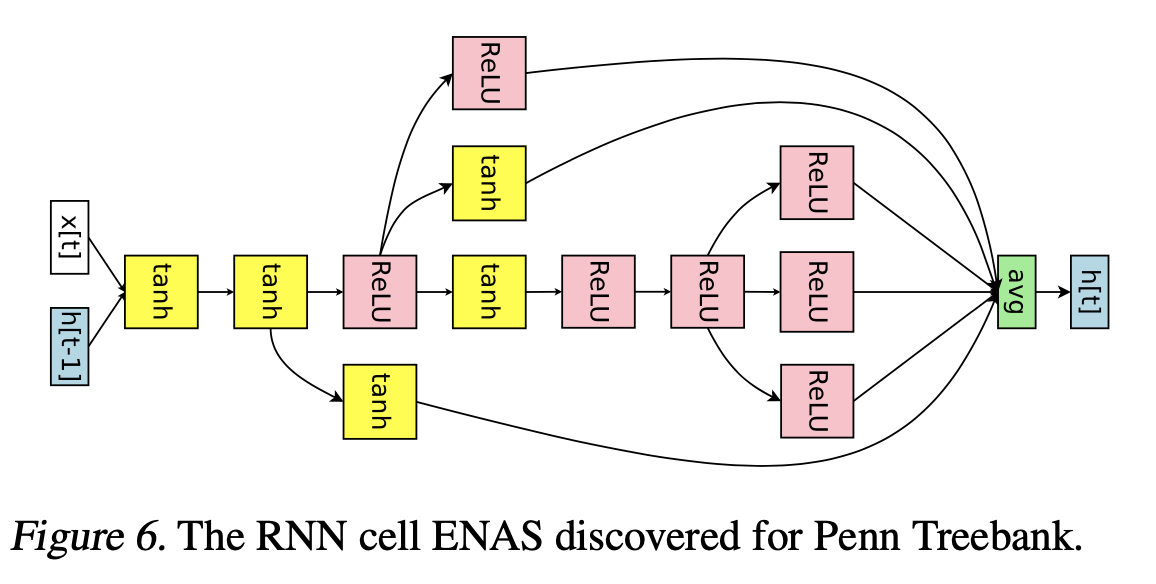 ReLU
tanh
ReLU
x[t]
h[t-1]
tanh
tanh
ReLU
tanh
ReLU
ReLU
ReLU
avg
h[t]
tanh
ReLU
Figure 6. The RNN cell ENAS discovered for Penn Treebank.